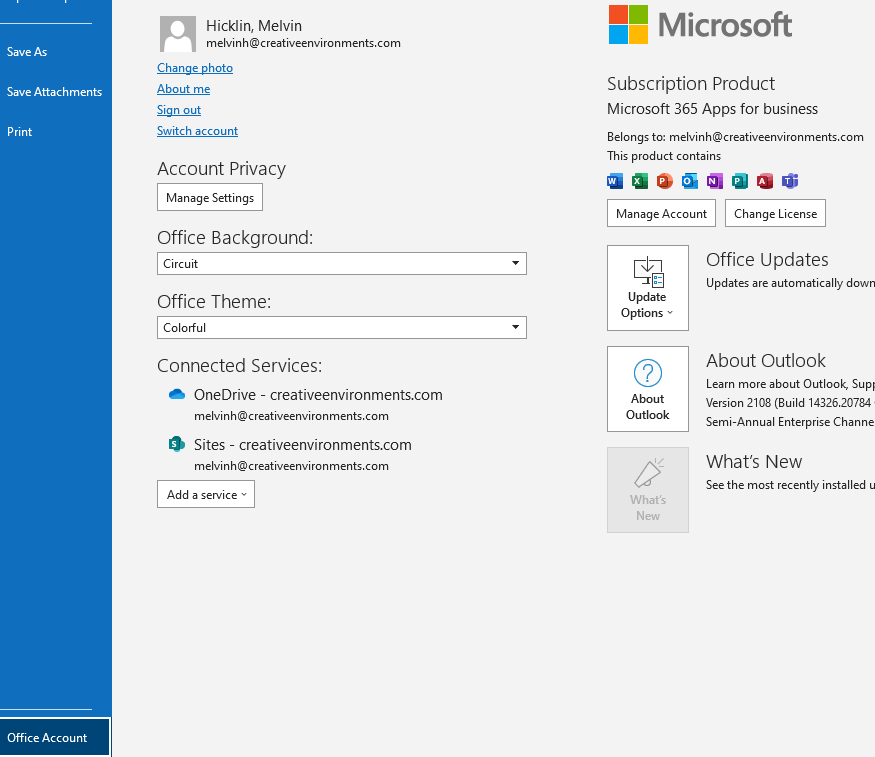 Save As
Save Attachments
Print
Office Account
Hicklin, Melvin
melvinh@creativeenvironments.com
Change photo
About me
Sign out
Switch account
Account Privacy
Manage Settings
Office Background:
Circuit
Office Theme:
Colorful
Connected Services:
OneDrive - creativeenvironments.com
melvinh@creativeenvironments.com
S
Sites - creativeenvironments.com
melvinh@creativeenvironments.com
Add a service
Microsoft
Subscription Product
Microsoft 365 Apps for business
Belongs to: melvinh@creativeenvironments.com
This product contains
W X P O N P A T
Manage Account Change License
Update
Options
Office Updates
Updates are automatically down
?
About
Outlook
About Outlook
Learn more about Outlook, Supp
Version 2108 (Build 14326.20784
Semi-Annual Enterprise Channe
What's
New
What's New
See the most recently installed u